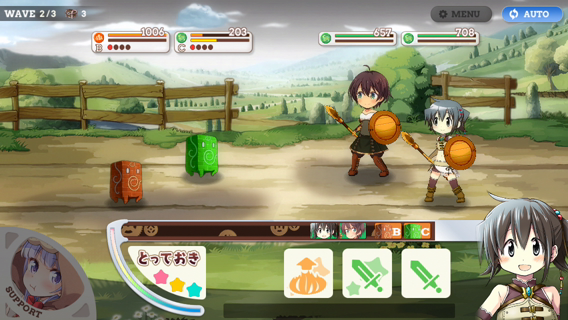 WAVE 2/3 3
MENU
AUTO
1006
B
203
C
657
708
B C
とっておき
SUPPORT